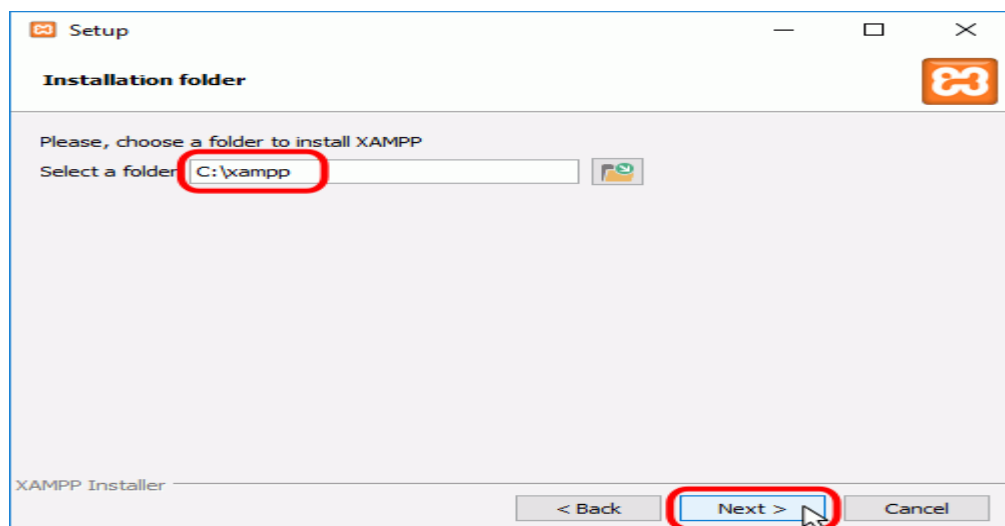 Setup
Installation folder
Please, choose a folder to install XAMPP
Select a folder C:\xampp
XAMPP Installer
< Back Next > Cancel